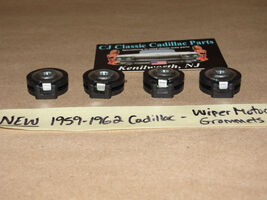 CJ Classic Cadillac Parts
Kenilworth, NJ
NEW 1959-1962 Cadillac - Wiper Motor
Grommets